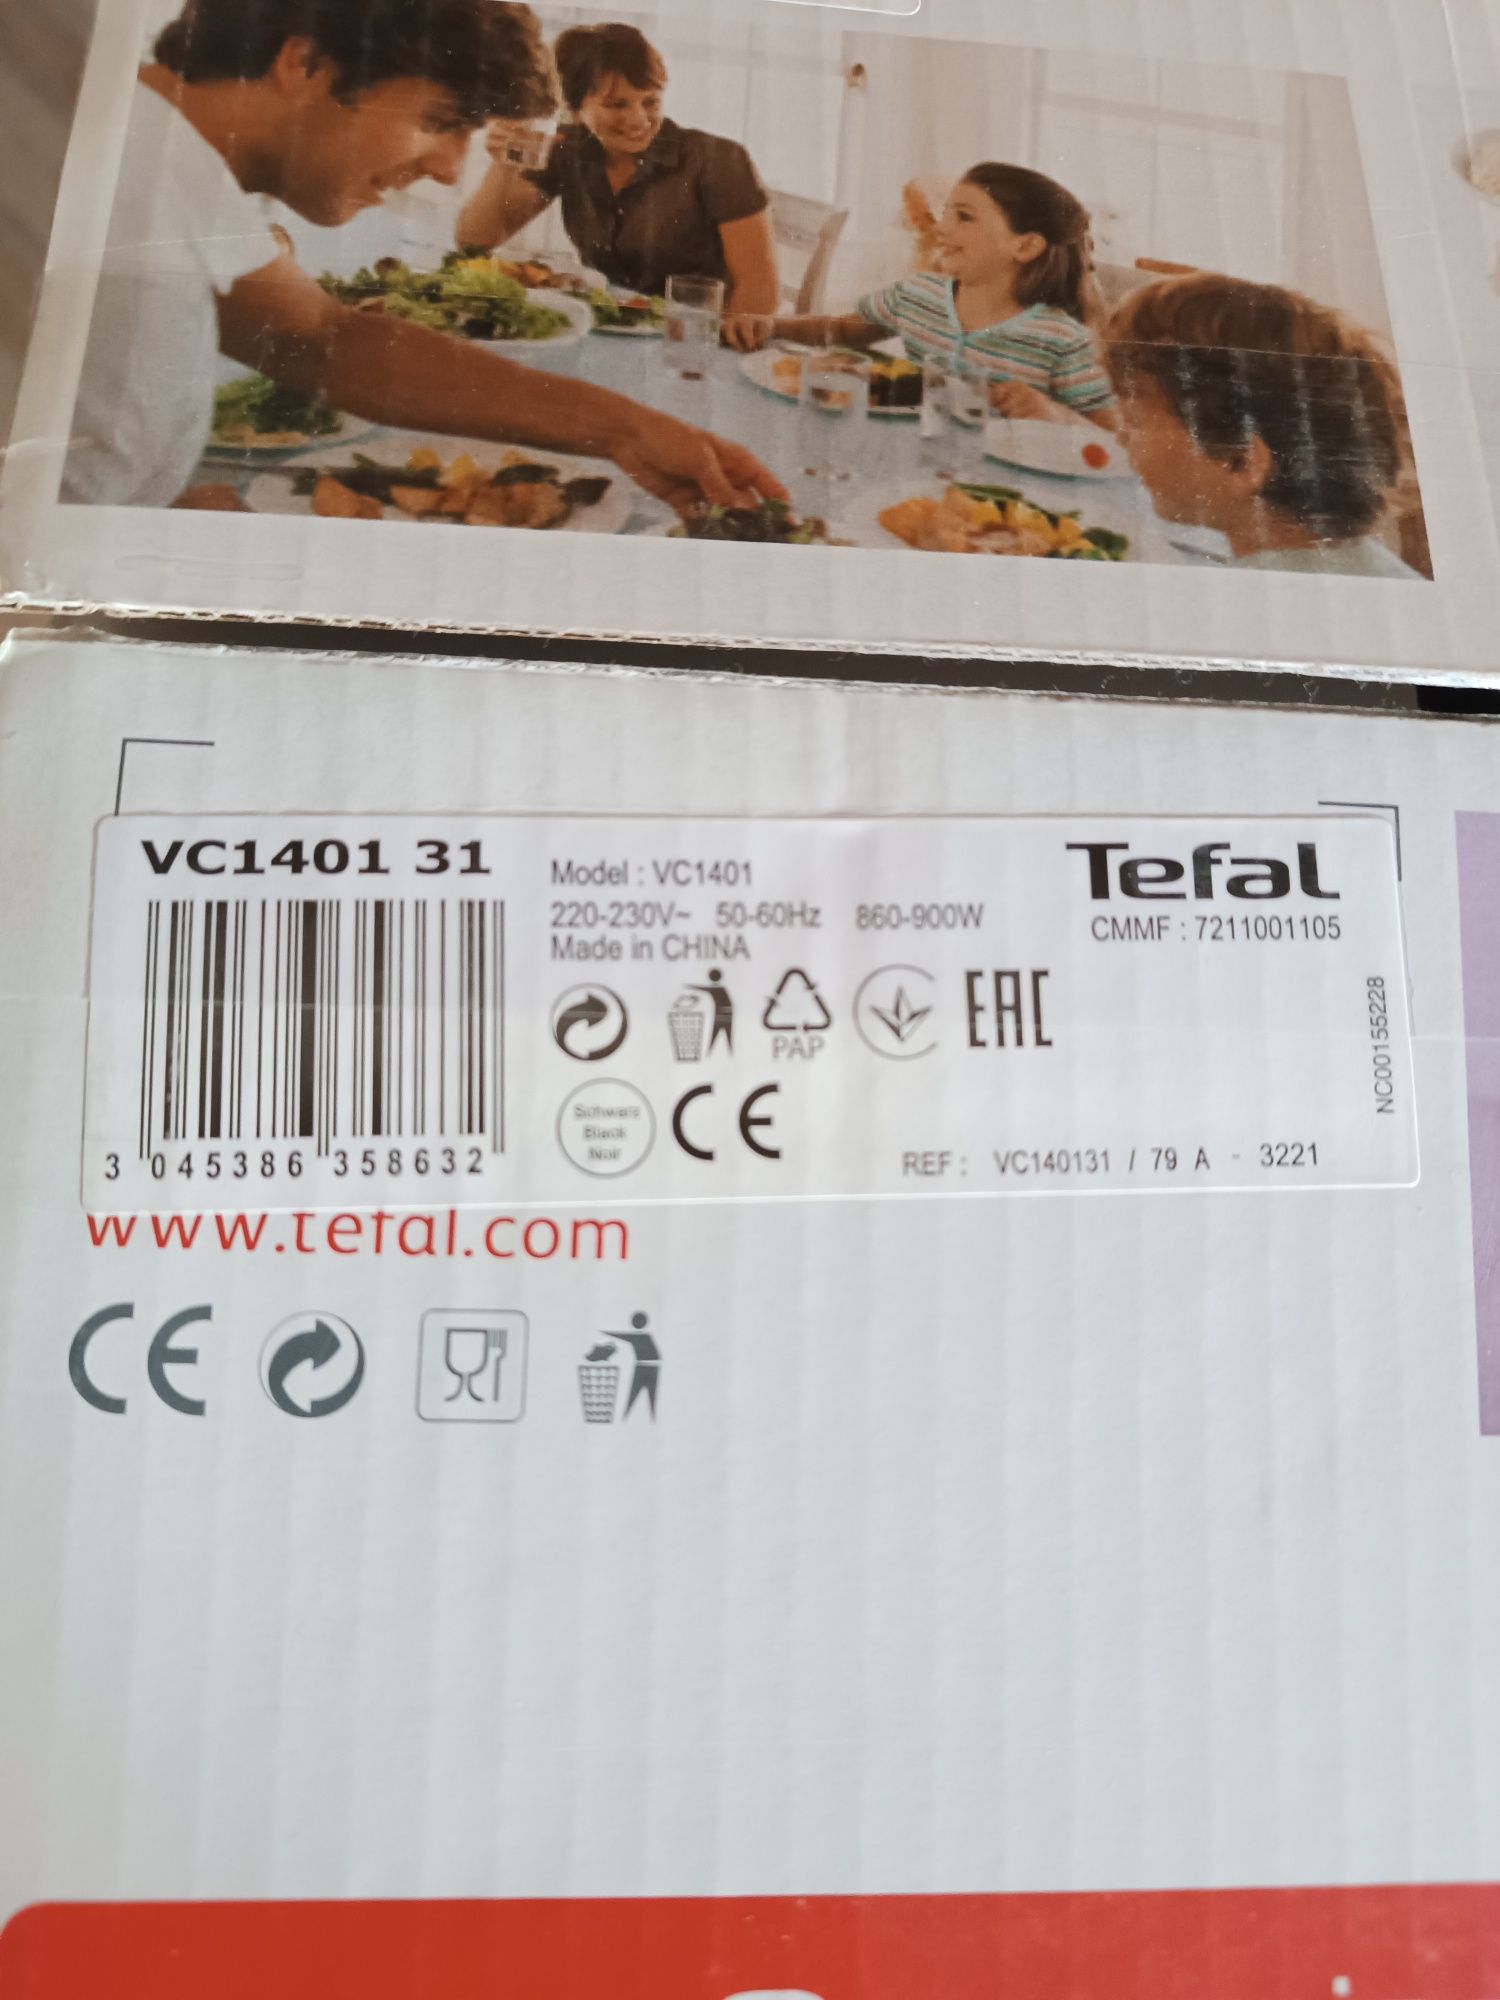 VC1401 31
Model : VC1401
220-230V~ 50-60Hz 860-900W
Made in CHINA
Tefal
CMMF : 7211001105
PAP
EAC
NC00155228
Schwarz
Black
Noir
CE
3 045386 358632
REF : VC140131 / 79 A - 3221
www.tefal.com
CE